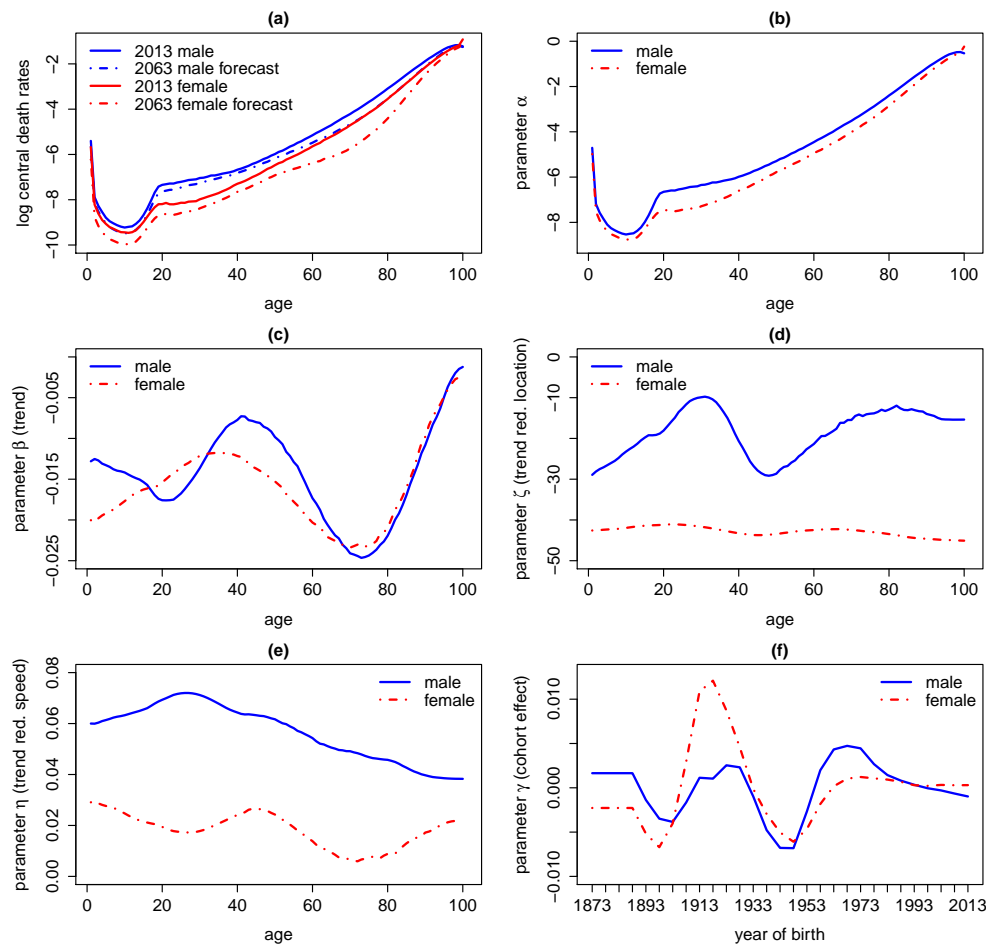 (a)
2013 male
2063 male forecast
2013 female
2063 female forecast
log central death rates
−2
−4
−6
−8
−10
0
20
40
60
80
100
age
(b)
male
female
parameter α
0
−2
−4
−6
−8
0
20
40
60
80
100
age
(c)
male
female
parameter β (trend)
−0.005
−0.015
−0.025
0
20
40
60
80
100
age
(d)
male
female
parameter ζ (trend red. location)
0
−10
−30
−50
0
20
40
60
80
100
age
(e)
male
female
parameter η (trend red. speed)
0.08
0.06
0.04
0.02
0.00
0
20
40
60
80
100
age
(f)
male
female
parameter γ (cohort effect)
0.010
0.000
−0.010
1873
1893
1913
1933
1953
1973
1993
2013
year of birth